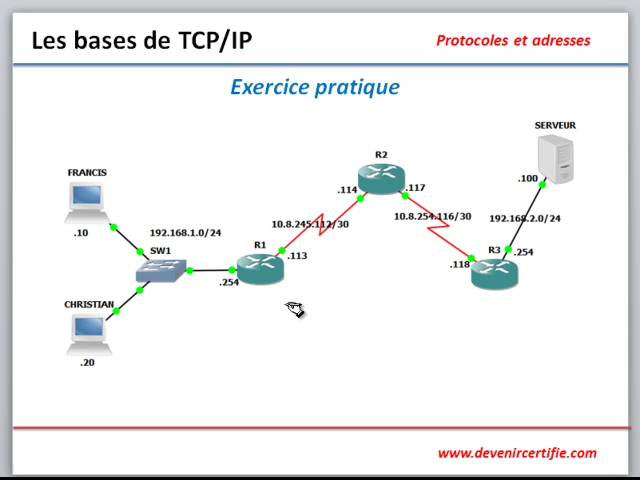 Les bases de TCP/IP
Protocoles et adresses
Exercice pratique
SERVEUR
R2
FRANCIS
.100
.114
.117
.10
192.168.1.0/24
10.8.245.112/30
10.8.254.116/30
192.168.2.0/24
SW1
R1
R3
.113
.118
.254
.254
CHRISTIAN
.20
www.devenircertifie.com